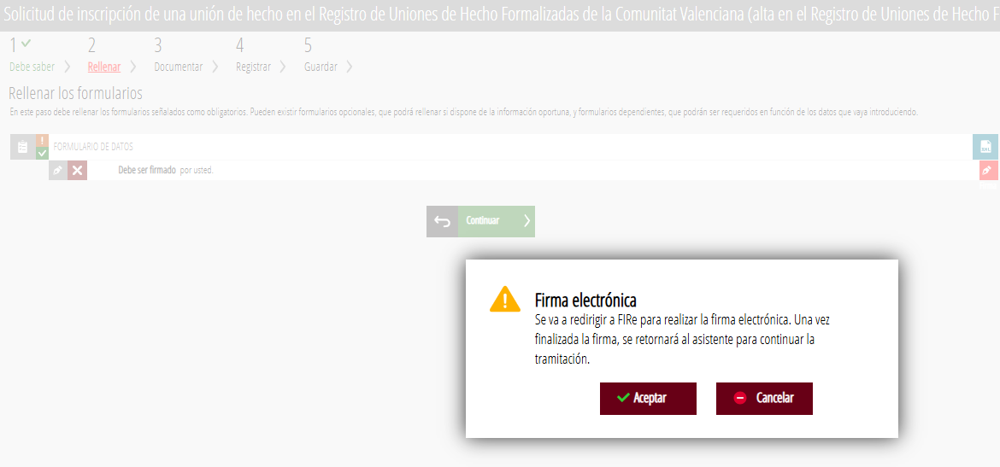 Solicitud de inscripción de una unión de hecho en el Registro de Uniones de Hecho Formalizadas de la Comunitat Valenciana (alta en el Registro de Uniones de Hecho F
1 2 3 4 5
Debe saber Rellenar Documentar Registrar Guardar
Rellenar los formularios
En este paso debe rellenar los formularios señalados como obligatorios. Pueden existir formularios opcionales, que podrá rellenar si dispone de la información oportuna, y formularios dependientes, que podrán ser requeridos en función de los datos que vaya introduciendo.
FORMULARIO DE DATOS
XML
Debe ser firmado por usted.
Continuar
Firma electrónica
Se va a redirigir a FIRe para realizar la firma electrónica. Una vez
finalizada la firma, se retornará al asistente para continuar la
tramitación.
Aceptar Cancelar